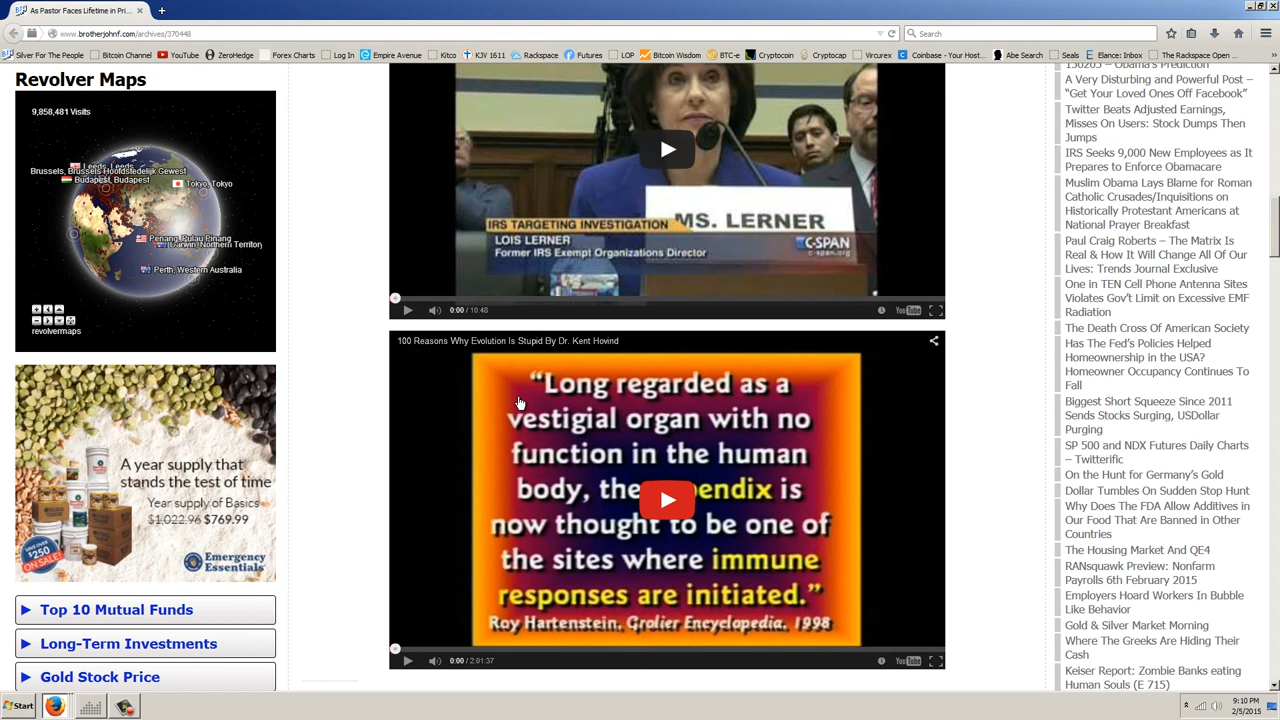 As Pastor Faces Lifetime in Pri...
www.brotherjohnf.com/archives/370448
Search
Silver For The People
Bitcoin Channel
YouTube
ZeroHedge
Forex Charts
Log In
Empire Avenue
Kitco
KJV 1611
Rackspace
Futures
LOP
Bitcoin Wisdom
BTC-e
Cryptocoin
Cryptocap
Vircurex
Coinbase - Your Host...
Abe Search
Spuls
Elance: Inbox
The Rackspace Open ...
Revolver Maps
9,858,481 Visits
Leeds, Leeds
Brussels, Brussels Hoofdstedelijk Gewest
Budapest, Budapest
Tokyo, Tokyo
Penang, Pulau Pinang
Darwin, Northern Territory
Perth, Western Australia
revolvermaps
A year supply that
stands the test of time
Year supply of Basics
$1,022.96 $769.99
SAVE OVER
$250
ON SALE!
Emergency
Essentials
Top 10 Mutual Funds
Long-Term Investments
Gold Stock Price
MS. LERNER
IRS TARGETING INVESTIGATION
LOIS LERNER
Former IRS Exempt Organizations Director
C-SPAN
c-span.org
0:00 / 10:48
YouTube
100 Reasons Why Evolution Is Stupid By Dr. Kent Hovind
“Long regarded as a
vestigial organ with no
function in the human
body, the pendix is
now thought to be one of
the sites where immune
responses are initiated.”
Roy Hartenstein, Grolier Encyclopedia, 1998
0:00 / 2:01:37
YouTube
150205 – Obama's Prediction
A Very Disturbing and Powerful Post –
“Get Your Loved Ones Off Facebook”
Twitter Beats Adjusted Earnings,
Misses On Users: Stock Dumps Then
Jumps
IRS Seeks 9,000 New Employees as It
Prepares to Enforce Obamacare
Muslim Obama Lays Blame for Roman
Catholic Crusades/Inquisitions on
Historically Protestant Americans at
National Prayer Breakfast
Paul Craig Roberts – The Matrix Is
Real & How It Will Change All Of Our
Lives: Trends Journal Exclusive
One in TEN Cell Phone Antenna Sites
Violates Gov't Limit on Excessive EMF
Radiation
The Death Cross Of American Society
Has The Fed's Policies Helped
Homeownership in the USA?
Homeowner Occupancy Continues To
Fall
Biggest Short Squeeze Since 2011
Sends Stocks Surging, USDollar
Purging
SP 500 and NDX Futures Daily Charts
– Twitterific
On the Hunt for Germany's Gold
Dollar Tumbles On Sudden Stop Hunt
Why Does The FDA Allow Additives in
Our Food That Are Banned in Other
Countries
The Housing Market And QE4
RANsquawk Preview: Nonfarm
Payrolls 6th February 2015
Employers Hoard Workers In Bubble
Like Behavior
Gold & Silver Market Morning
Where The Greeks Are Hiding Their
Cash
Keiser Report: Zombie Banks eating
Human Souls (E 715)
Start
9:10 PM
2/5/2015